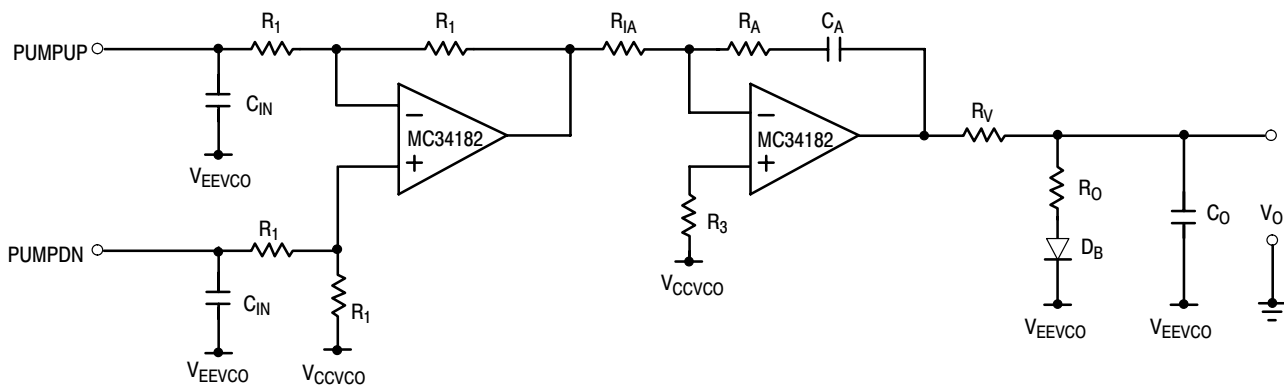 R1 R1 RIA RA CA
PUMPUP
CIN
− MC34182 +
− MC34182 +
RV
VEEVCO
RO
CO
VO
R1
R3
DB
PUMPDN
VCCVCO
CIN
R1
VEEVCO VEEVCO
VEEVCO VCCVCO